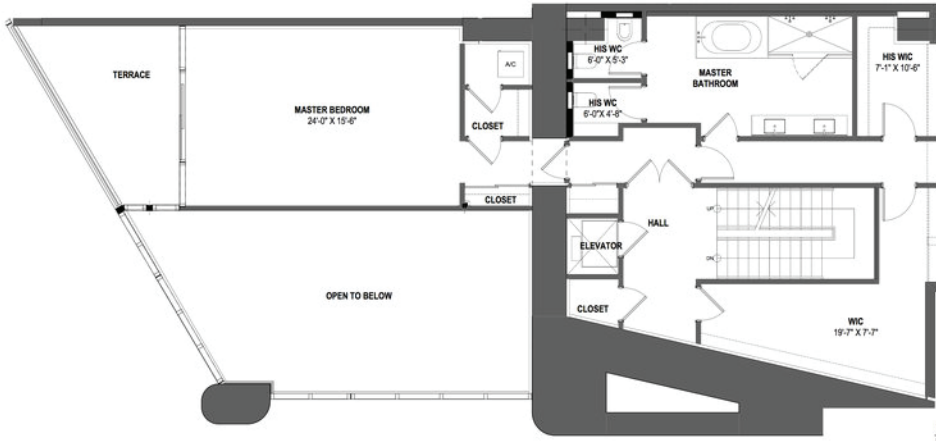 TERRACE
MASTER BEDROOM
24'-0" X 15'-6"
A/C
CLOSET
CLOSET
HIS WC
6'-0" X 5'-3"
HIS WC
6'-0"X 4'-6"
MASTER
BATHROOM
HIS WIC
7'-1" X 10'-6"
OPEN TO BELOW
ELEVATOR
HALL
UP
DN
CLOSET
WIC
19'-7" X 7'-7"